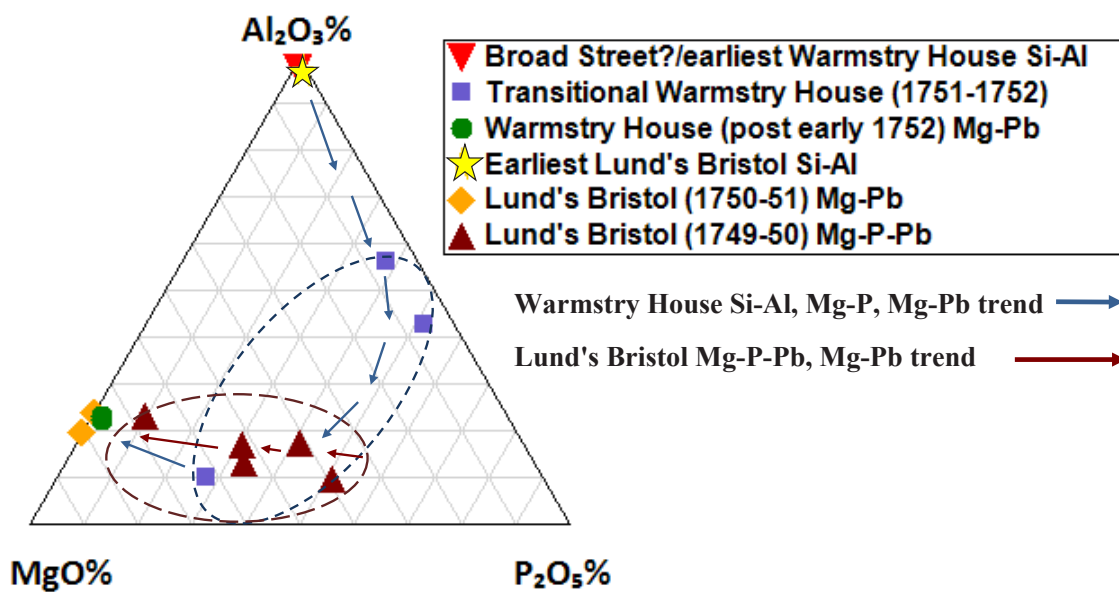 Al₂O₃%
Broad Street?/earliest Warmstry House Si-Al
Transitional Warmstry House (1751-1752)
Warmstry House (post early 1752) Mg-Pb
Earliest Lund's Bristol Si-Al
Lund's Bristol (1750-51) Mg-Pb
Lund's Bristol (1749-50) Mg-P-Pb
Warmstry House Si-Al, Mg-P, Mg-Pb trend
Lund's Bristol Mg-P-Pb, Mg-Pb trend
MgO% P₂O₅%